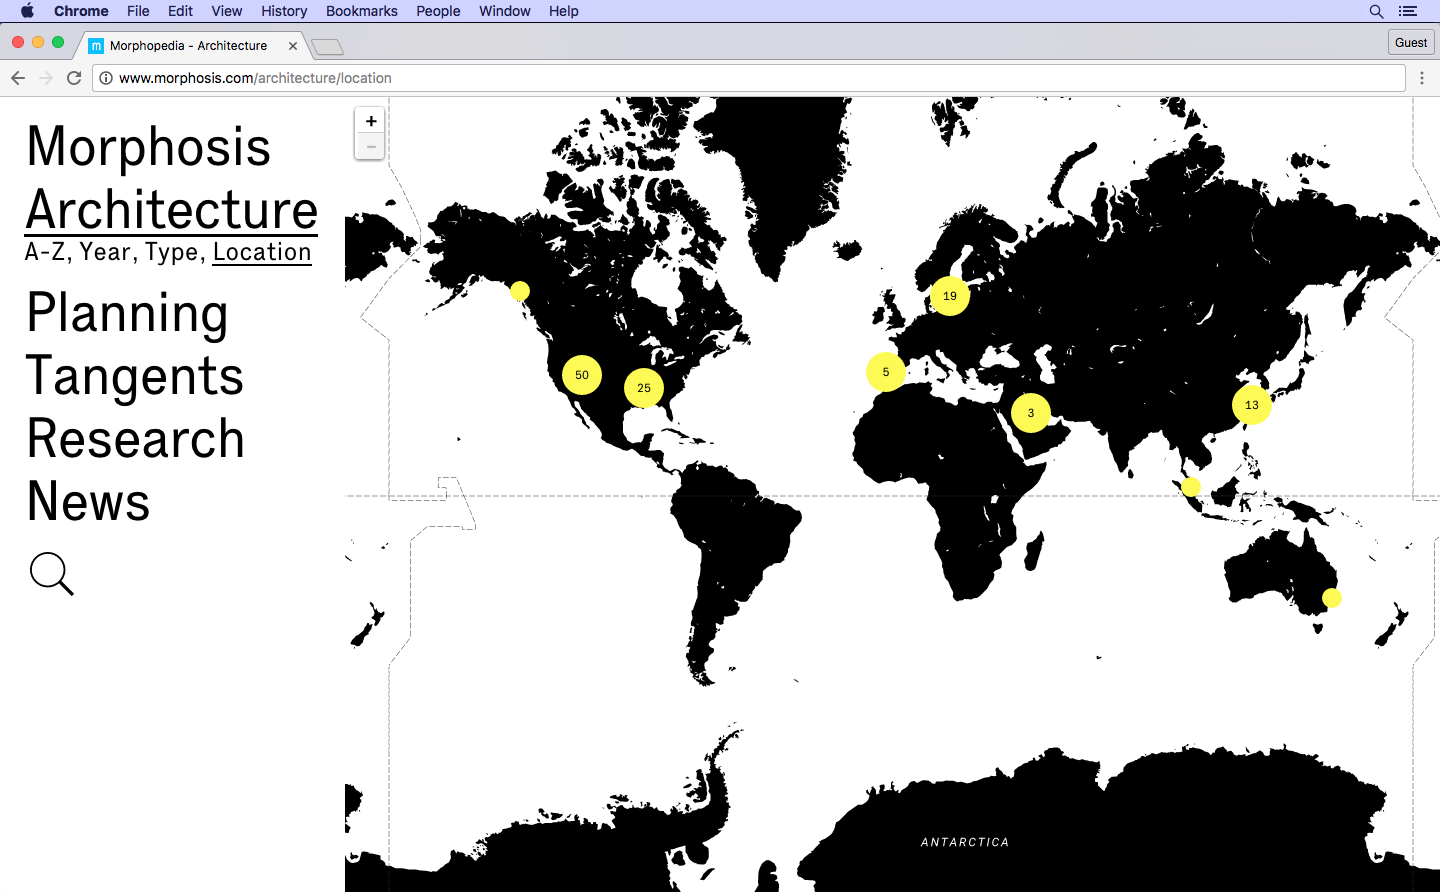 Chrome File Edit View History Bookmarks People Window Help
m Morphopedia - Architecture
Guest
www.morphosis.com/architecture/location
Morphosis
Architecture
A-Z, Year, Type, Location
Planning
Tangents
Research
News
+
−
19
5
50
25
3
13
ANTARCTICA